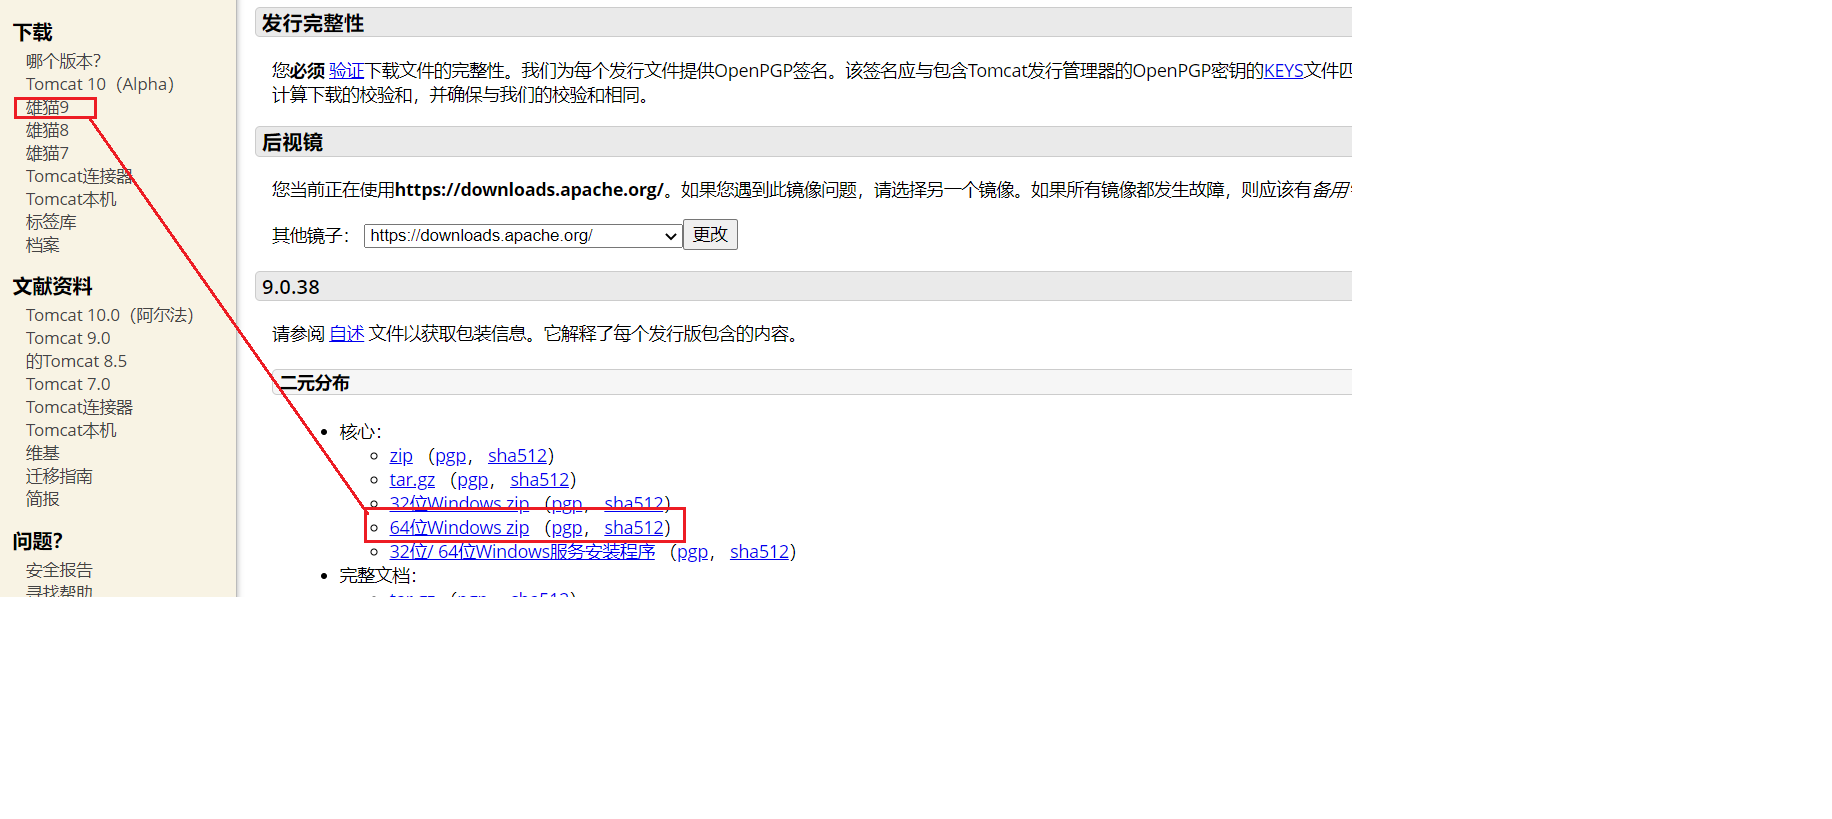 下载
哪个版本？
Tomcat 10（Alpha）
雄猫9
雄猫8
雄猫7
Tomcat连接器
Tomcat本机
标签库
档案
文献资料
Tomcat 10.0（阿尔法）
Tomcat 9.0
的Tomcat 8.5
Tomcat 7.0
Tomcat连接器
Tomcat本机
维基
迁移指南
简报
问题？
安全报告
寻找帮助
发行完整性
您必须 验证下载文件的完整性。我们为每个发行文件提供OpenPGP签名。该签名应与包含Tomcat发行管理器的OpenPGP密钥的KEYS文件匹
计算下载的校验和，并确保与我们的校验和相同。
后视镜
您当前正在使用https://downloads.apache.org/。如果您遇到此镜像问题，请选择另一个镜像。如果所有镜像都发生故障，则应该有备用
其他镜子： https://downloads.apache.org/ 更改
9.0.38
请参阅 自述 文件以获取包装信息。它解释了每个发行版包含的内容。
二元分布
核心：
zip （pgp， sha512）
tar.gz （pgp， sha512）
32位Windows zip （pgp， sha512）
64位Windows zip （pgp， sha512）
32位/ 64位Windows服务安装程序 （pgp， sha512）
完整文档：
tar.gz （pgp， sha512）